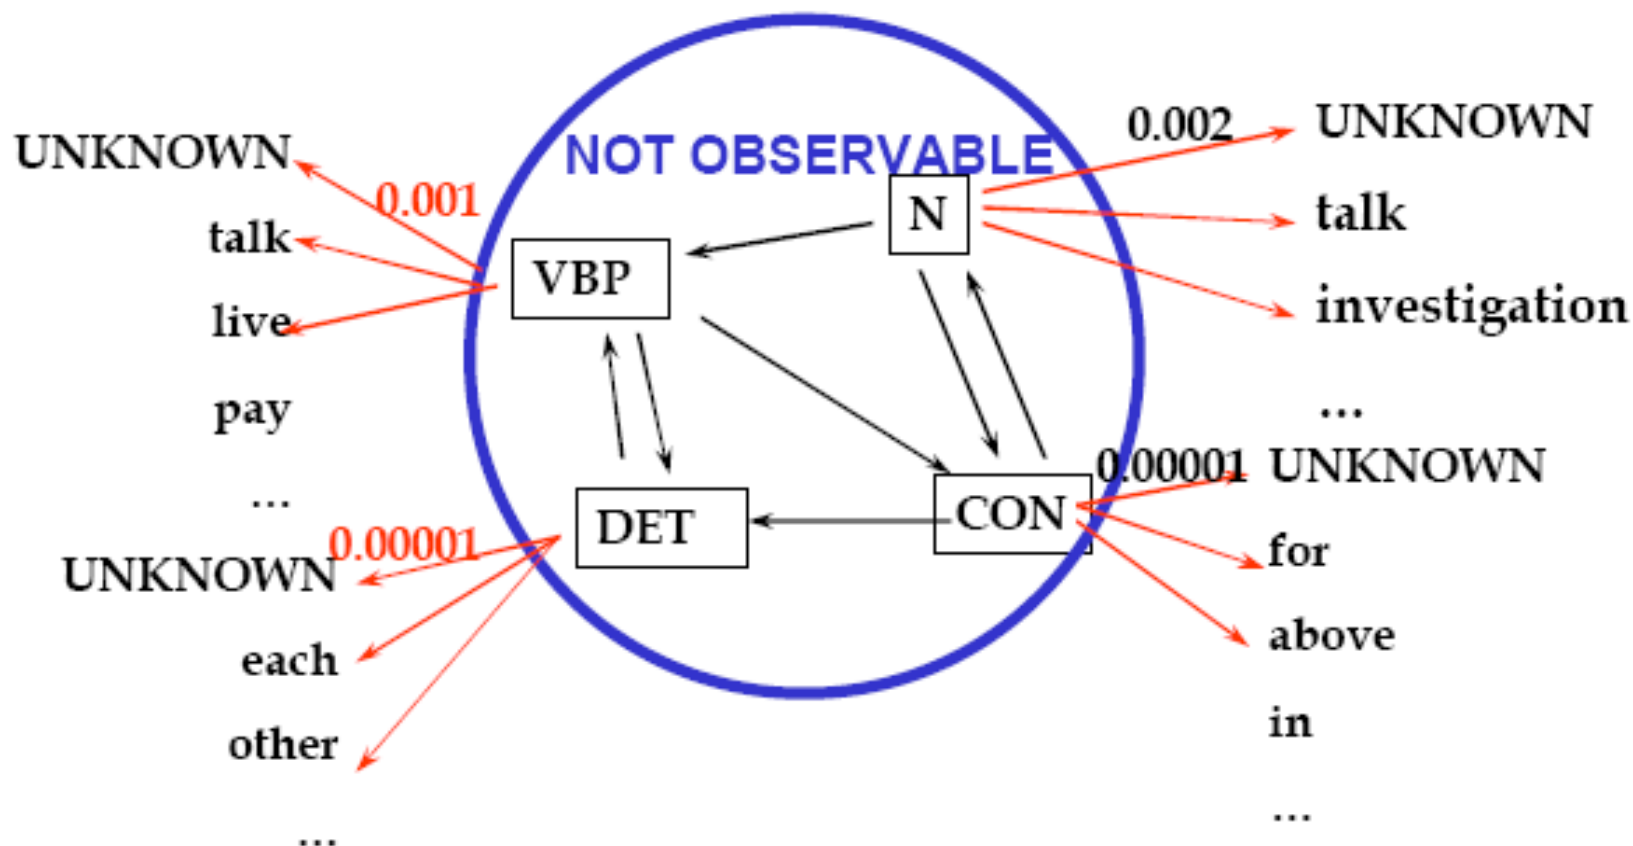 NOT OBSERVABLE
UNKNOWN
0.001
talk
live
pay
...
VBP
N
0.002
UNKNOWN
talk
investigation
...
DET
0.00001
UNKNOWN
each
other
...
CON
0.00001
UNKNOWN
for
above
in
...